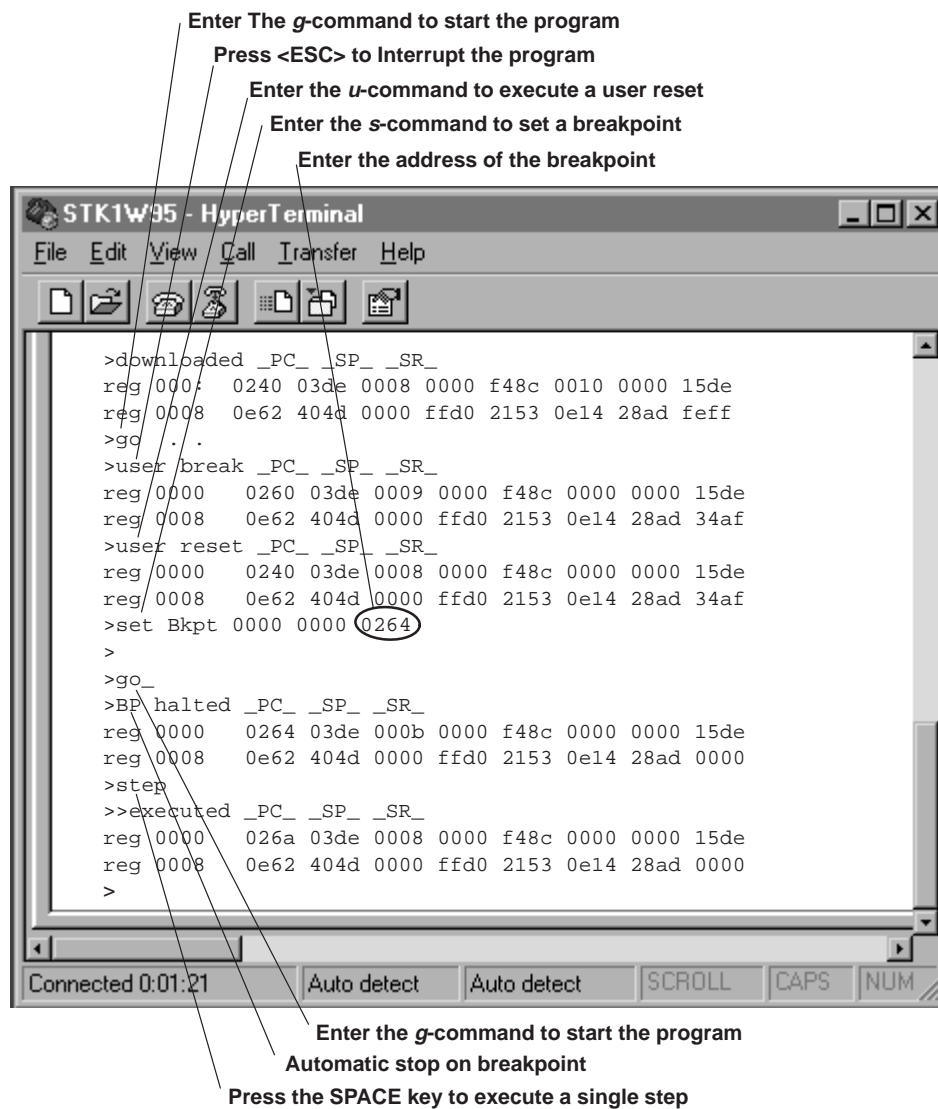 Enter The g-command to start the program
Press <ESC> to Interrupt the program
Enter the u-command to execute a user reset
Enter the s-command to set a breakpoint
Enter the address of the breakpoint
STK1W95 - HyperTerminal
File Edit View Call Transfer Help
>downloaded _PC_ _SP_ _SR_
reg 000: 0240 03de 0008 0000 f48c 0010 0000 15de
reg 0008 0e62 404d 0000 ffd0 2153 0e14 28ad feff
>go . .
>user break _PC_ _SP_ _SR_
reg 0000 0260 03de 0009 0000 f48c 0000 0000 15de
reg 0008 0e62 404d 0000 ffd0 2153 0e14 28ad 34af
>user reset _PC_ _SP_ _SR_
reg 0000 0240 03de 0008 0000 f48c 0000 0000 15de
reg 0008 0e62 404d 0000 ffd0 2153 0e14 28ad 34af
>set Bkpt 0000 0000 0264
>
>go_
>BP halted _PC_ _SP_ _SR_
reg 0000 0264 03de 000b 0000 f48c 0000 0000 15de
reg 0008 0e62 404d 0000 ffd0 2153 0e14 28ad 0000
>step
>>executed _PC_ _SP_ _SR_
reg 0000 026a 03de 0008 0000 f48c 0000 0000 15de
reg 0008 0e62 404d 0000 ffd0 2153 0e14 28ad 0000
>
Connected 0:01:21 Auto detect Auto detect SCROLL CAPS NUM
Enter the g-command to start the program
Automatic stop on breakpoint
Press the SPACE key to execute a single step